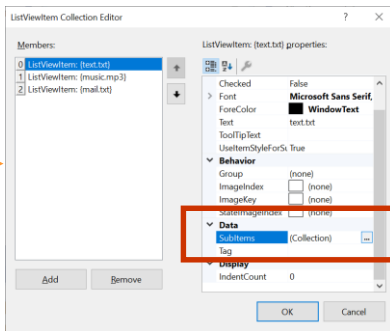 ListViewItem Collection Editor ? ×
Members:
0 ListViewItem: {text.txt}
1 ListViewItem: {music.mp3}
2 ListViewItem: {mail.txt}
Add Remove
ListViewItem: {text.txt} properties:
Checked False
Font Microsoft Sans Serif,
ForeColor WindowText
Text text.txt
ToolTipText
UseItemStyleForSu True
Behavior
Group (none)
ImageIndex (none)
ImageKey (none)
StateImageIndex (none)
Data
SubItems (Collection) ...
Tag
Display
IndentCount 0
OK Cancel